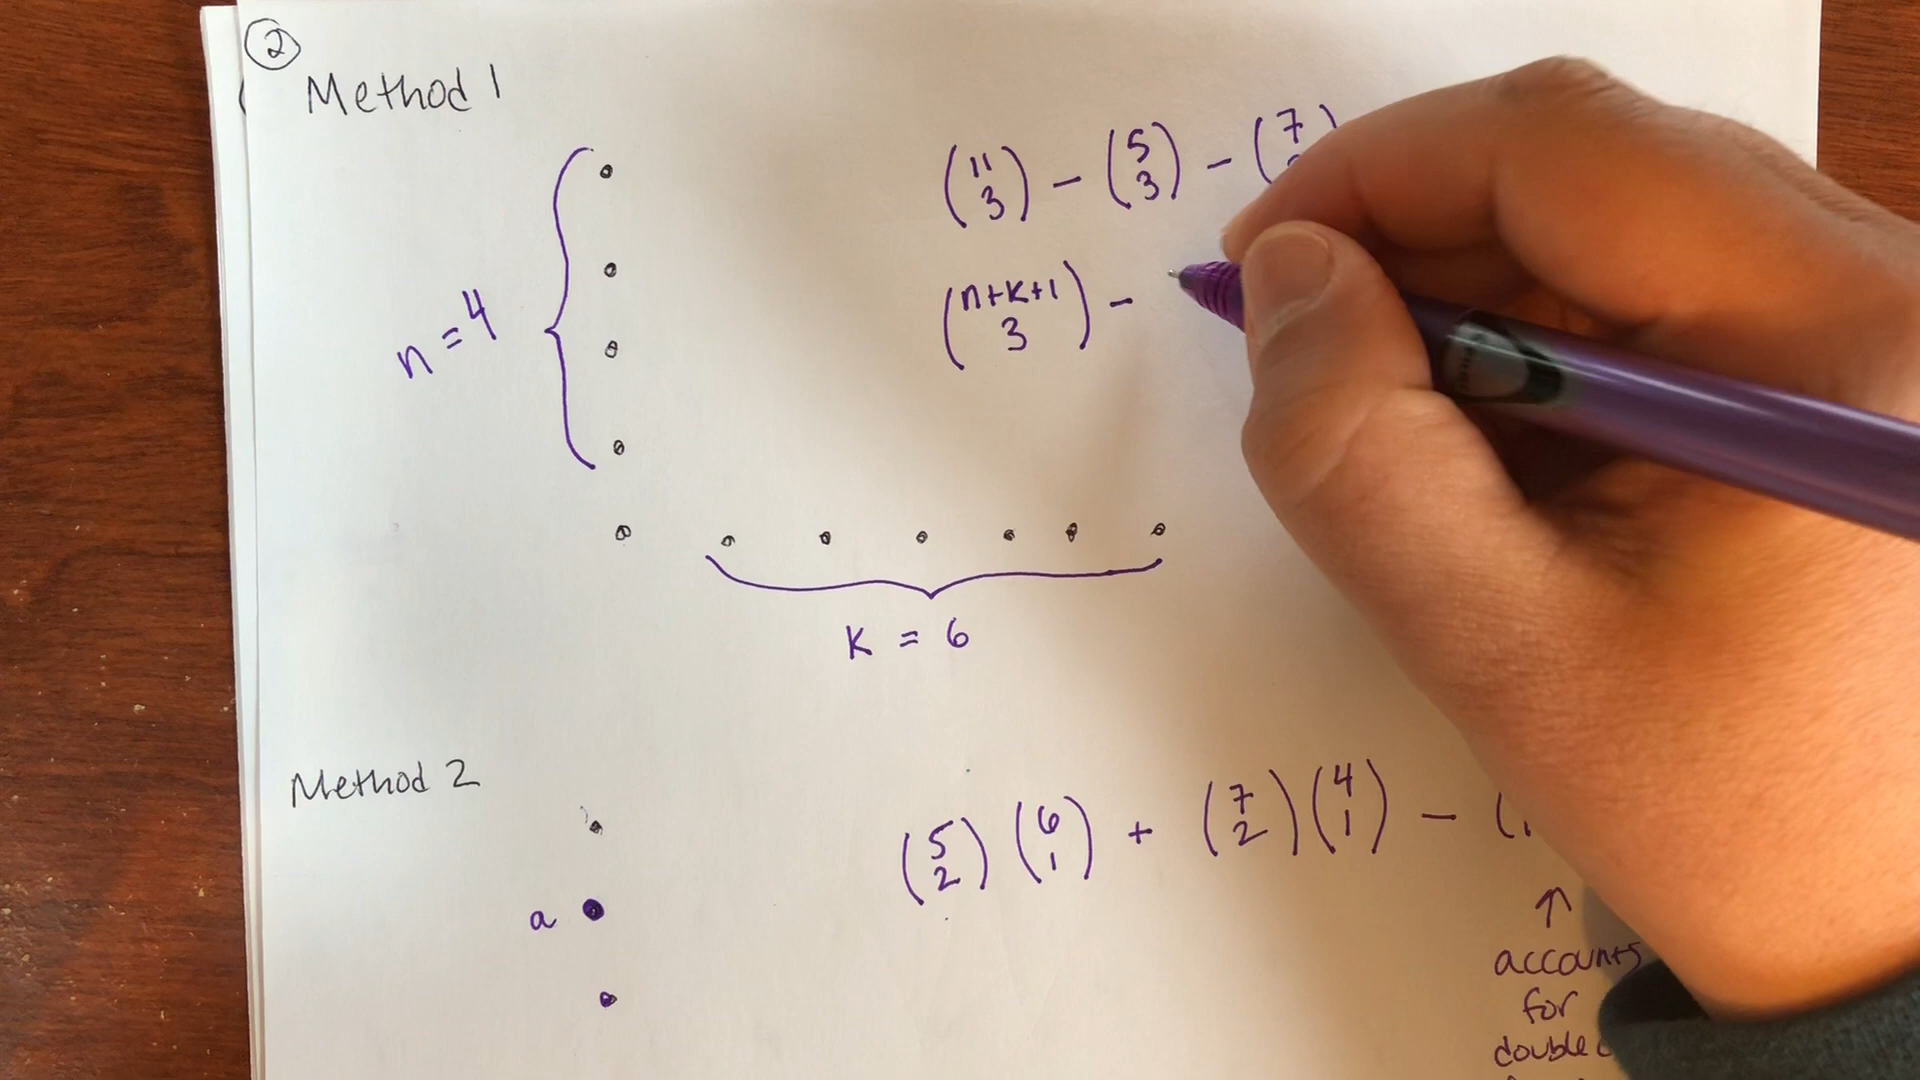 2
Method 1
(11 3) - (5 3) - (7
(n+k+1 3) -
n = 4
K = 6
Method 2
(5 2)(6 1) + (7 2)(4 1) - (
a
↑
accounts
for
double